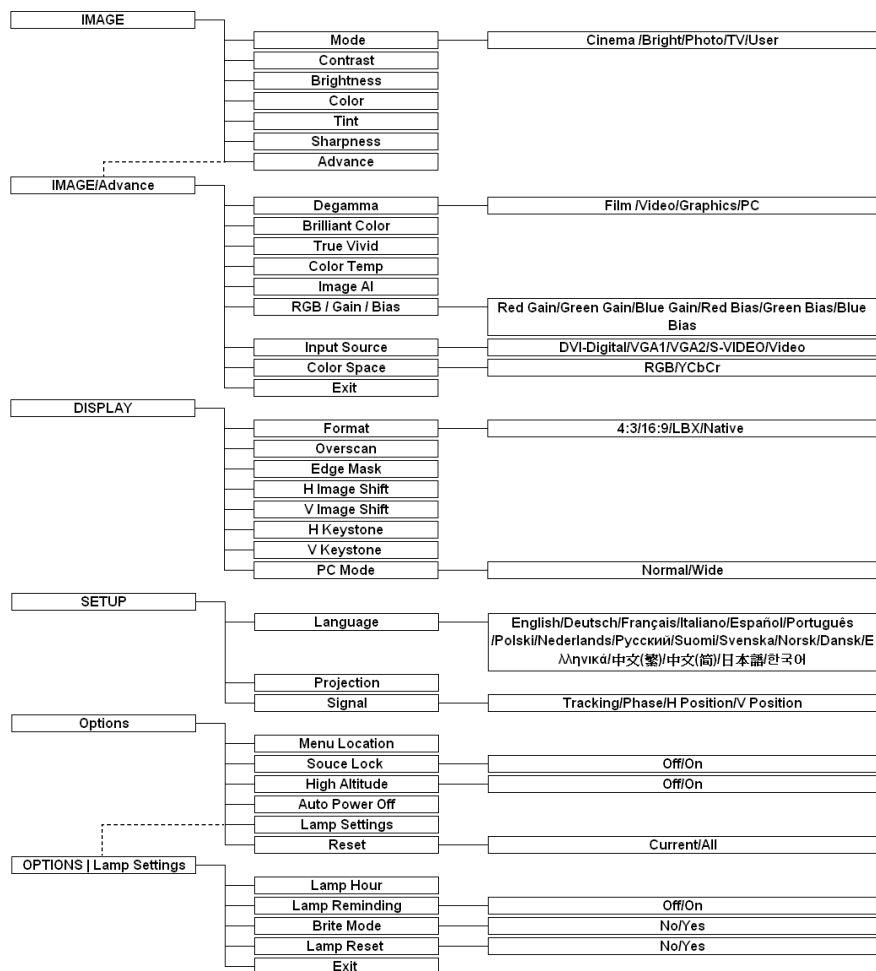 IMAGE
Mode
Cinema /Bright/Photo/TV/User
Contrast
Brightness
Color
Tint
Sharpness
Advance
IMAGE/Advance
Degamma
Film /Video/Graphics/PC
Brilliant Color
True Vivid
Color Temp
Image AI
RGB / Gain / Bias
Red Gain/Green Gain/Blue Gain/Red Bias/Green Bias/Blue
Bias
Input Source
DVI-Digital/VGA1/VGA2/S-VIDEO/Video
Color Space
RGB/YCbCr
Exit
DISPLAY
Format
4:3/16:9/LBX/Native
Overscan
Edge Mask
H Image Shift
V Image Shift
H Keystone
V Keystone
PC Mode
Normal/Wide
SETUP
Language
English/Deutsch/Français/Italiano/Español/Português
/Polski/Nederlands/Русский/Suomi/Svenska/Norsk/Dansk/Ε
λληνικά/中文(繁)/中文(简)/日本語/한국어
Projection
Signal
Tracking/Phase/H Position/V Position
Options
Menu Location
Souce Lock
Off/On
High Altitude
Off/On
Auto Power Off
Lamp Settings
Reset
Current/All
OPTIONS | Lamp Settings
Lamp Hour
Lamp Reminding
Off/On
Brite Mode
No/Yes
Lamp Reset
No/Yes
Exit